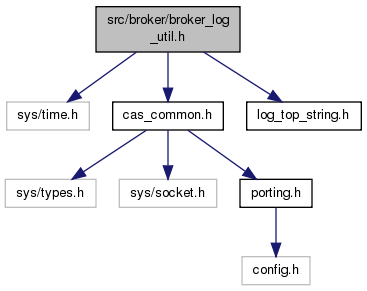 src/broker/broker_log
_util.h
sys/time.h
cas_common.h
log_top_string.h
sys/types.h
sys/socket.h
porting.h
config.h